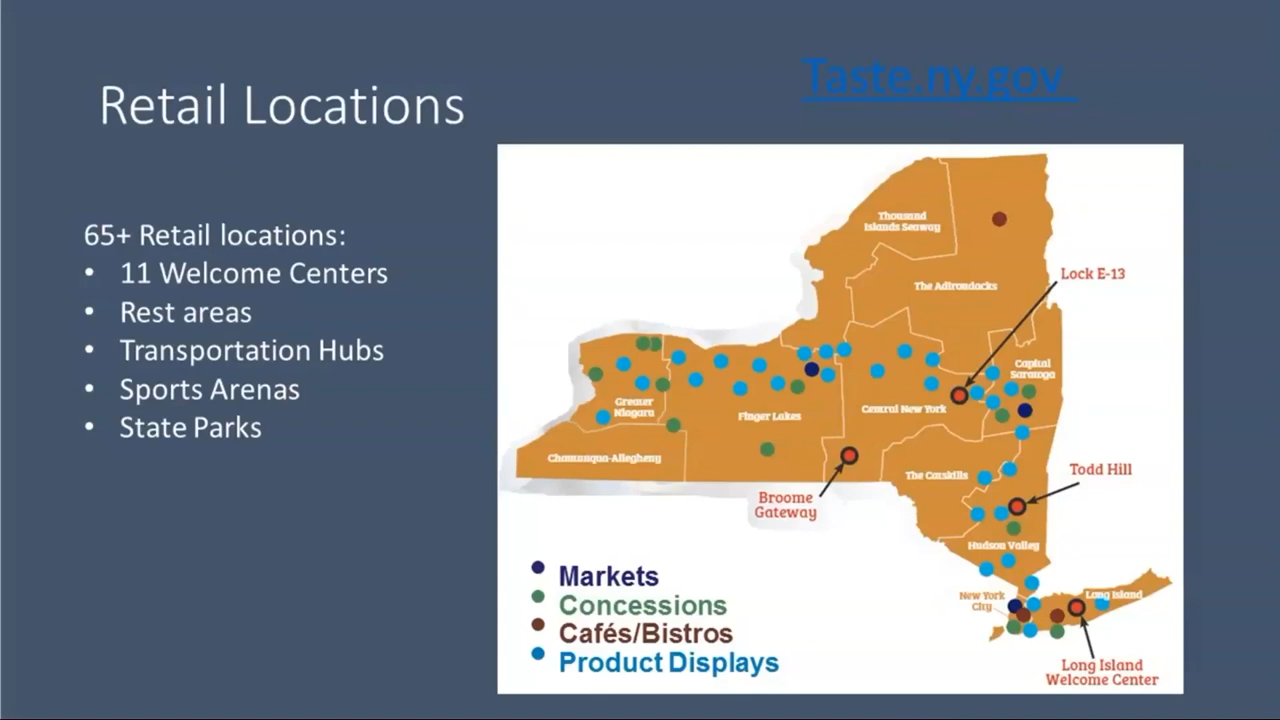 Retail Locations
Taste.ny.gov
65+ Retail locations:
• 11 Welcome Centers
• Rest areas
• Transportation Hubs
• Sports Arenas
• State Parks
Thousand
Islands Seaway
The Adirondacks
Lock E-13
Capital
Saratoga
Greater
Niagara
Finger Lakes
Central New York
Chautauqua-Allegheny
The Catskills
Todd Hill
Broome
Gateway
Hudson Valley
New York
City
Long Island
Long Island
Welcome Center
Markets
Concessions
Cafés/Bistros
Product Displays